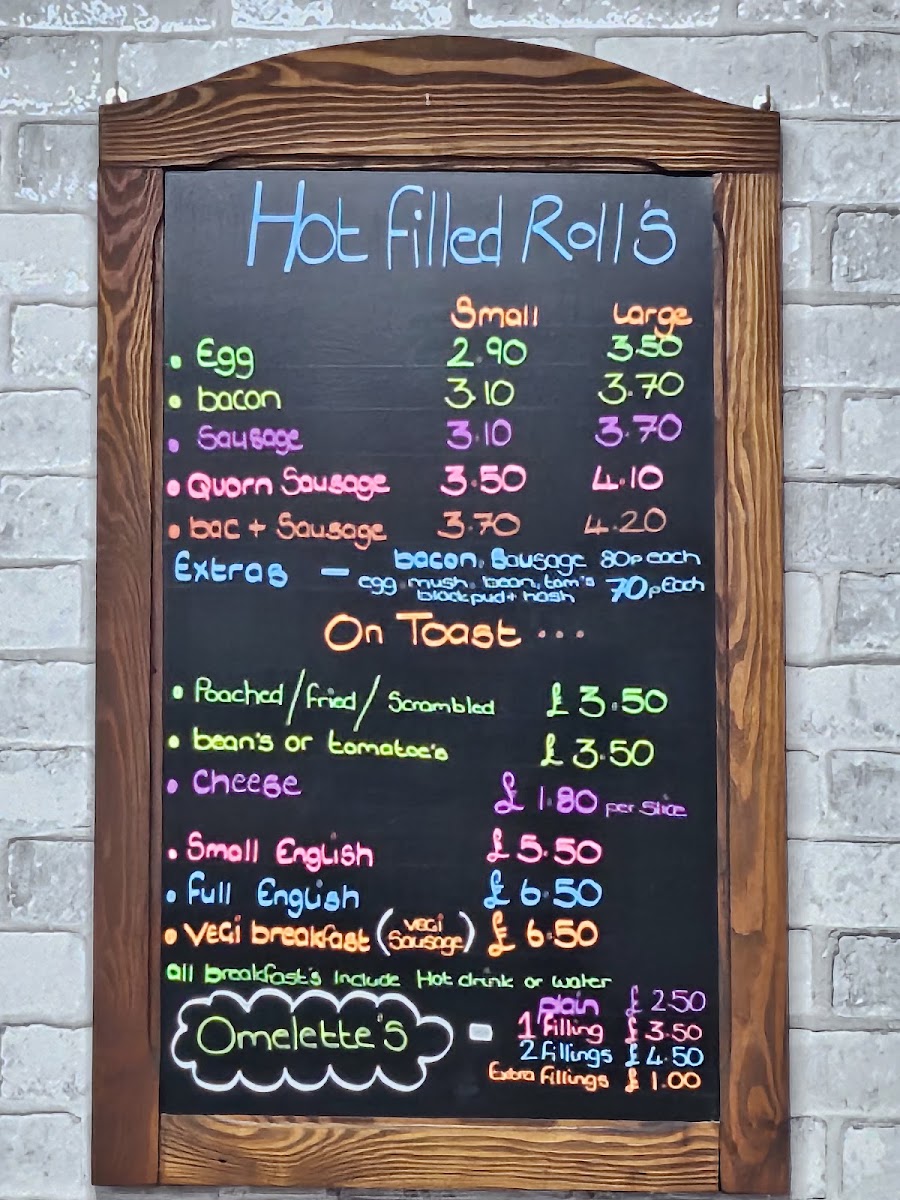 Hot filled Roll's
Small Large
• Egg 2.90 3.50
• bacon 3.10 3.70
• Sausage 3.10 3.70
• Quorn Sausage 3.50 4.10
• bac + Sausage 3.70 4.20
Extras - bacon, Sausage 80p each
egg, mush, bean, tom's 70p Each
black pud + hash
On Toast ...
• Poached/fried/Scrambled £3.50
• bean's or tomatoe's £3.50
• Cheese £1.80 per slice
• Small English £5.50
• full English £6.50
• VEGi breakfast (VEGi Sausage) £6.50
all breakfast's Include Hot drink or water
Omelette's - plain £2.50
1 filling £3.50
2 fillings £4.50
Extra fillings £1.00